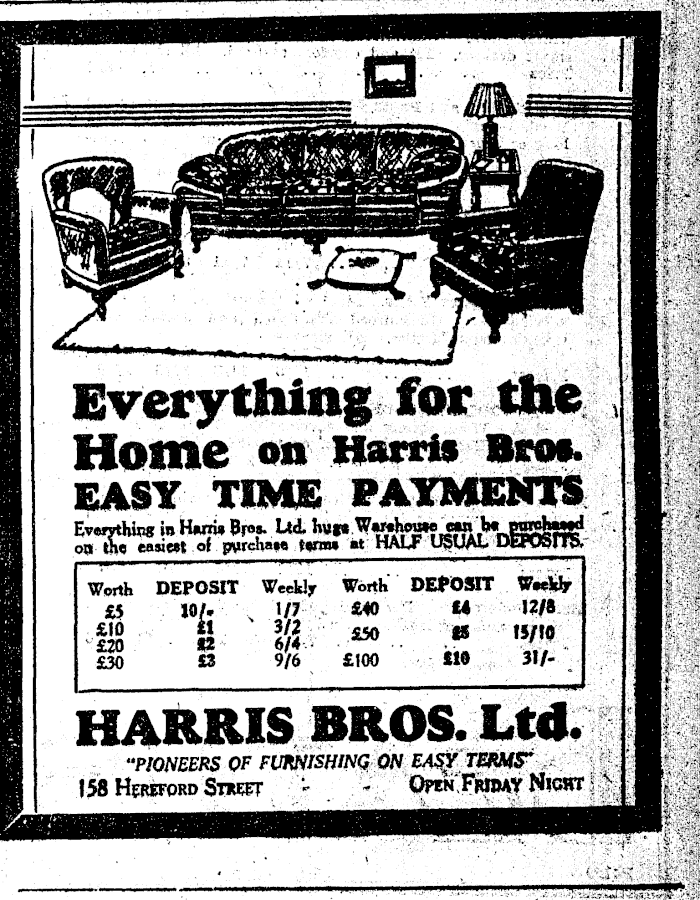 Everything for the
Home on Harris Bros.
EASY TIME PAYMENTS
Everything in Harris Bros. Ltd. huge Warehouse can be purchased
on the easiest of purchase terms at HALF USUAL DEPOSITS.
Worth DEPOSIT Weekly Worth DEPOSIT Weekly
£5 10/- 1/7 £40 £4 12/8
£10 £1 3/2 £50 £5 15/10
£20 £2 6/4
£30 £3 9/6 £100 £10 31/-
HARRIS BROS. Ltd.
"PIONEERS OF FURNISHING ON EASY TERMS"
158 HEREFORD STREET - - OPEN FRIDAY NIGHT